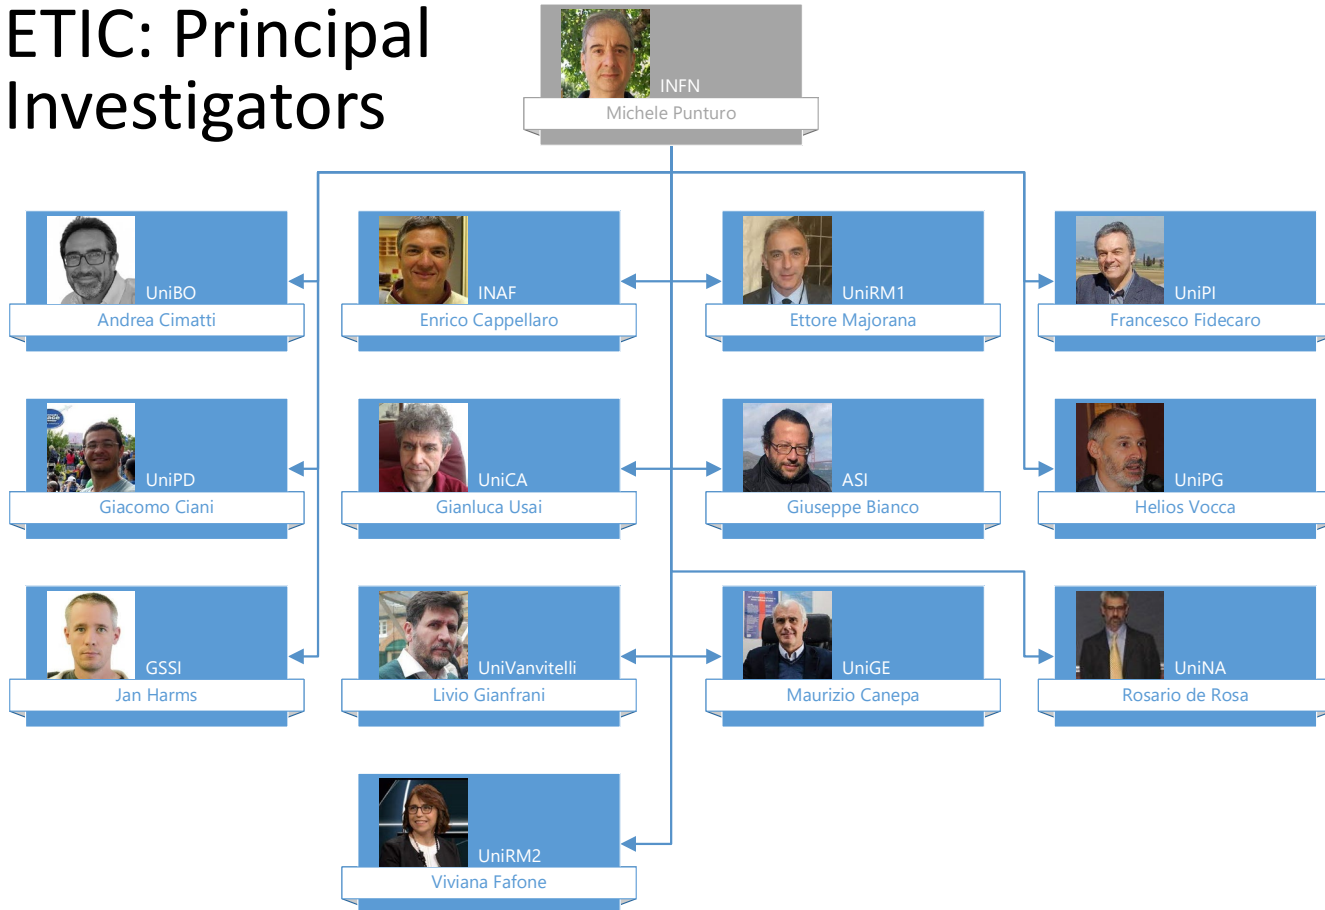 ETIC: Principal
Investigators
INFN
Michele Punturo
UniBO
Andrea Cimatti
INAF
Enrico Cappellaro
UniRM1
Ettore Majorana
UniPI
Francesco Fidecaro
UniPD
Giacomo Ciani
UniCA
Gianluca Usai
ASI
Giuseppe Bianco
UniPG
Helios Vocca
GSSI
Jan Harms
UniVanvitelli
Livio Gianfrani
UniGE
Maurizio Canepa
UniNA
Rosario de Rosa
UniRM2
Viviana Fafone